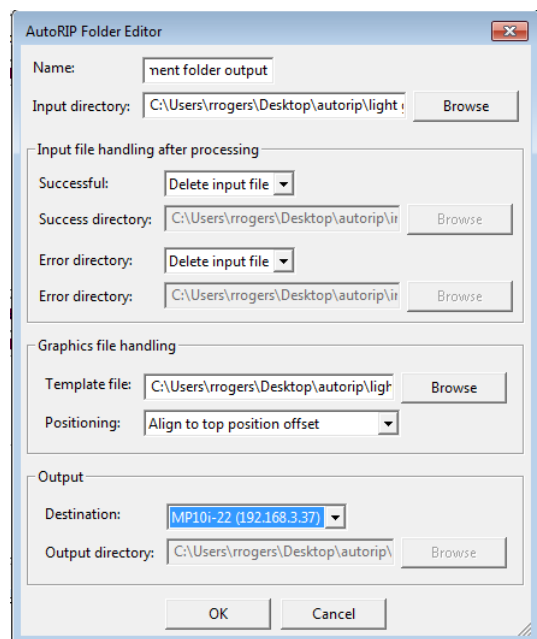 AutoRIP Folder Editor
Name: ment folder output
Input directory: C:\Users\rrogers\Desktop\autorip\light Browse
Input file handling after processing
Successful: Delete input file
Success directory: C:\Users\rrogers\Desktop\autorip\ir Browse
Error directory: Delete input file
Error directory: C:\Users\rrogers\Desktop\autorip\ir Browse
Graphics file handling
Template file: C:\Users\rrogers\Desktop\autorip\ligh Browse
Positioning: Align to top position offset
Output
Destination: MP10i-22 (192.168.3.37)
Output directory: C:\Users\rrogers\Desktop\autorip\ Browse
OK Cancel